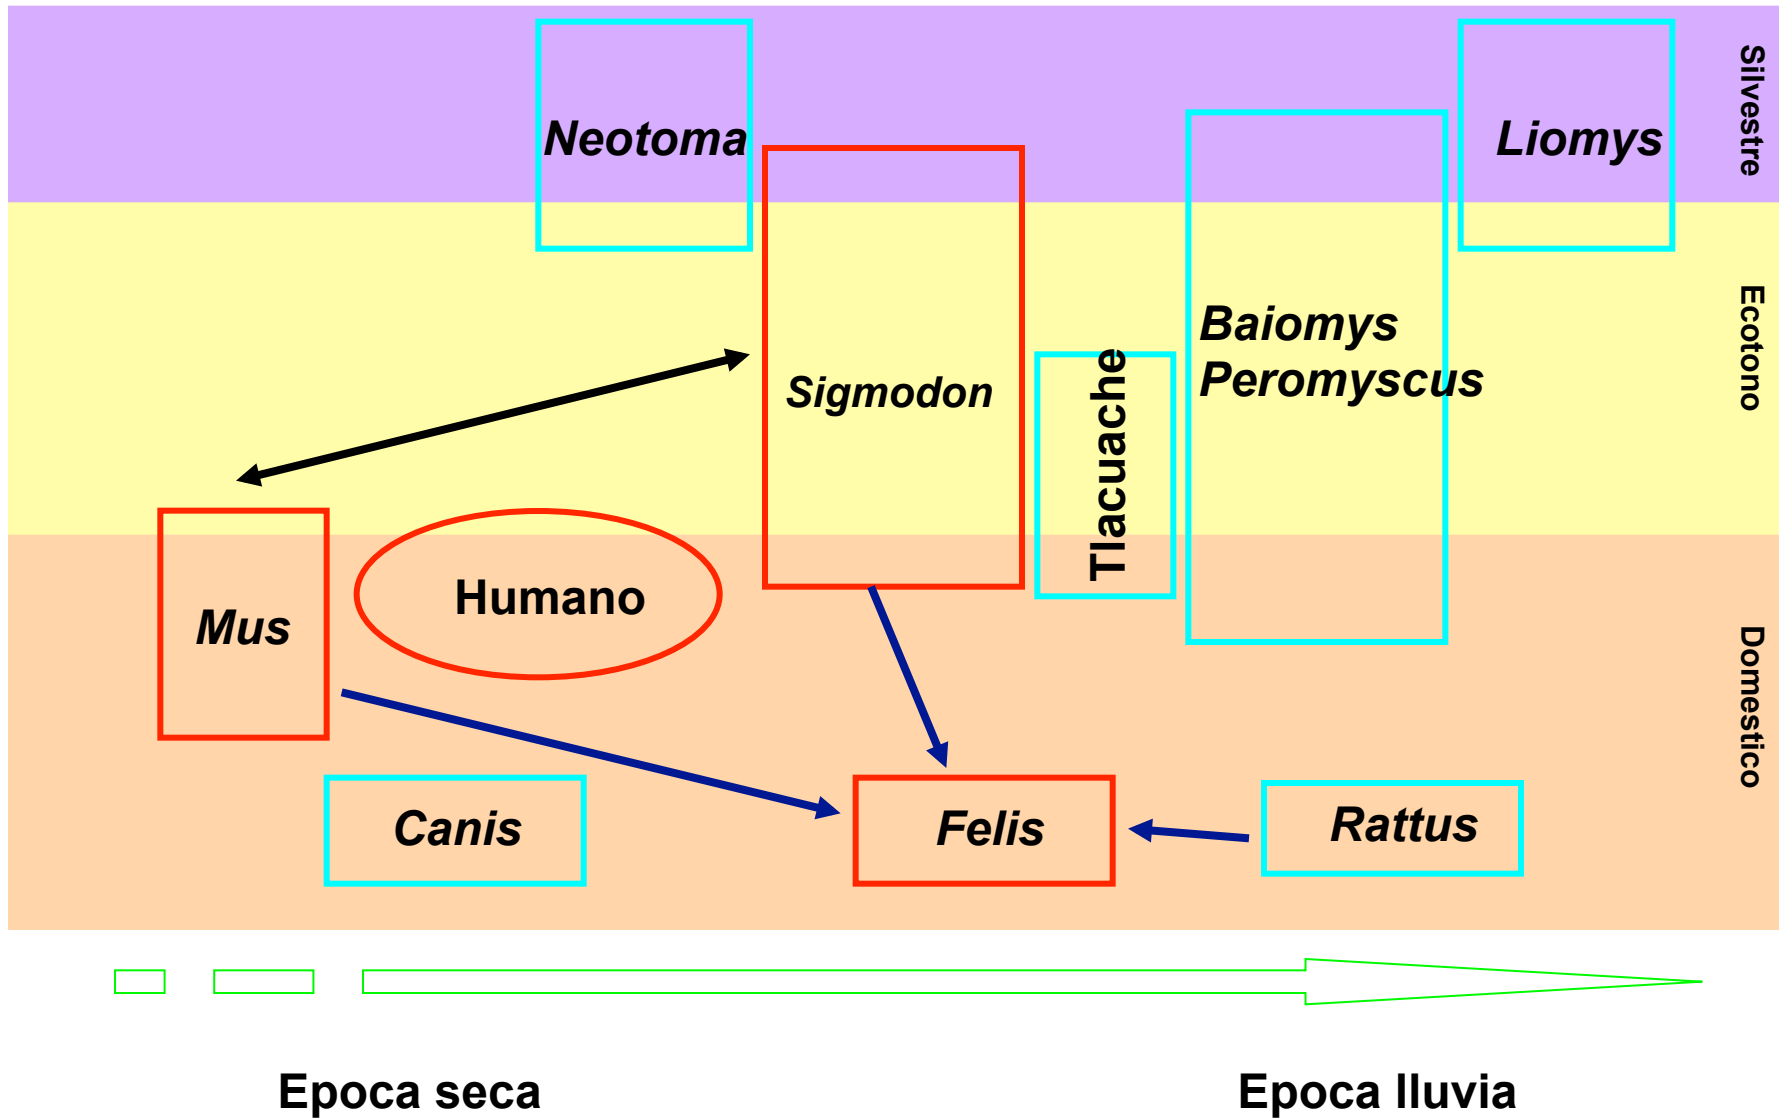 Silvestre
Neotoma
Liomys
Ecotono
Baiomys
Peromyscus
Sigmodon
Tlacuache
Humano
Mus
Domestico
Canis
Felis
Rattus
Epoca seca
Epoca lluvia